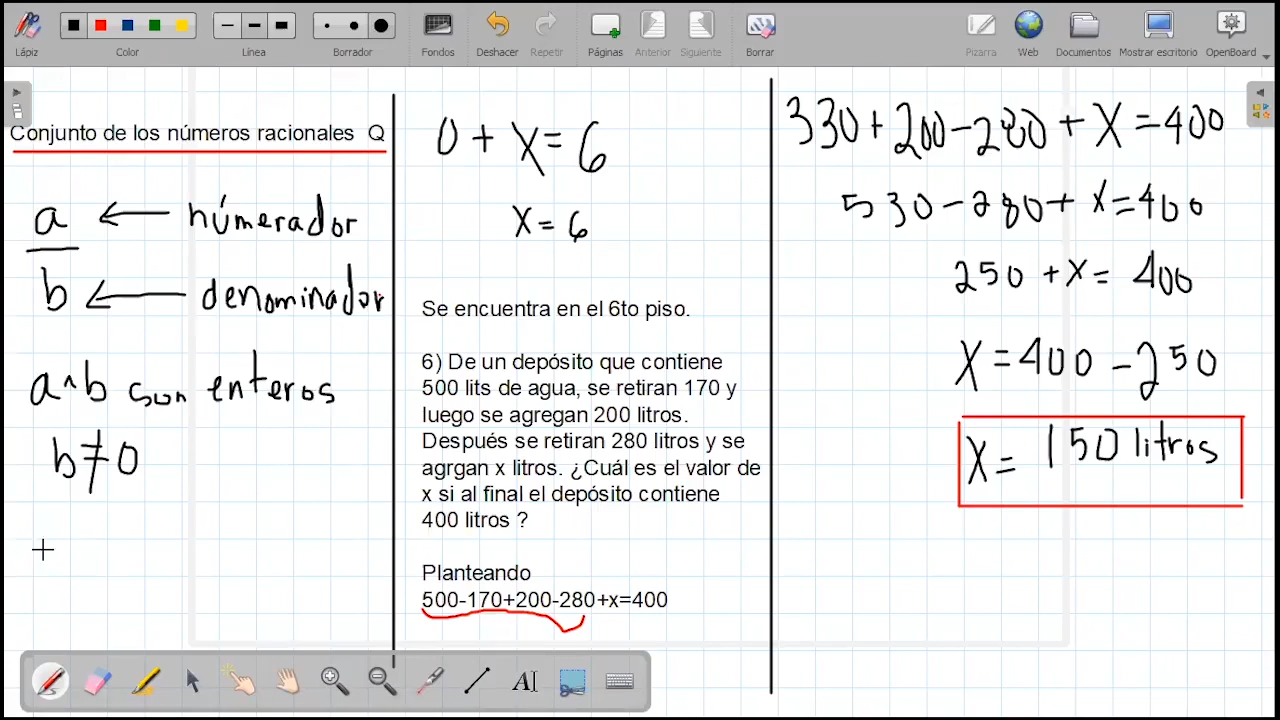 Lápiz
Color
Línea
Borrador
Fondos
Deshacer
Repetir
Páginas
Anterior
Siguiente
Borrar
Pizarra
Web
Documentos
Mostrar escritorio
OpenBoard
Conjunto de los números racionales Q
a ← númerador
b ← denominador
a ^ b son enteros
b ≠ 0
0 + x = 6
x = 6
Se encuentra en el 6to piso.
6) De un depósito que contiene
500 lits de agua, se retiran 170 y
luego se agregan 200 litros.
Después se retiran 280 litros y se
agrgan x litros. ¿Cuál es el valor de
x si al final el depósito contiene
400 litros ?
Planteando
500-170+200-280+x=400
330 + 200 - 280 + x = 400
530 - 280 + x = 400
250 + x = 400
x = 400 - 250
x = 150 litros
AI